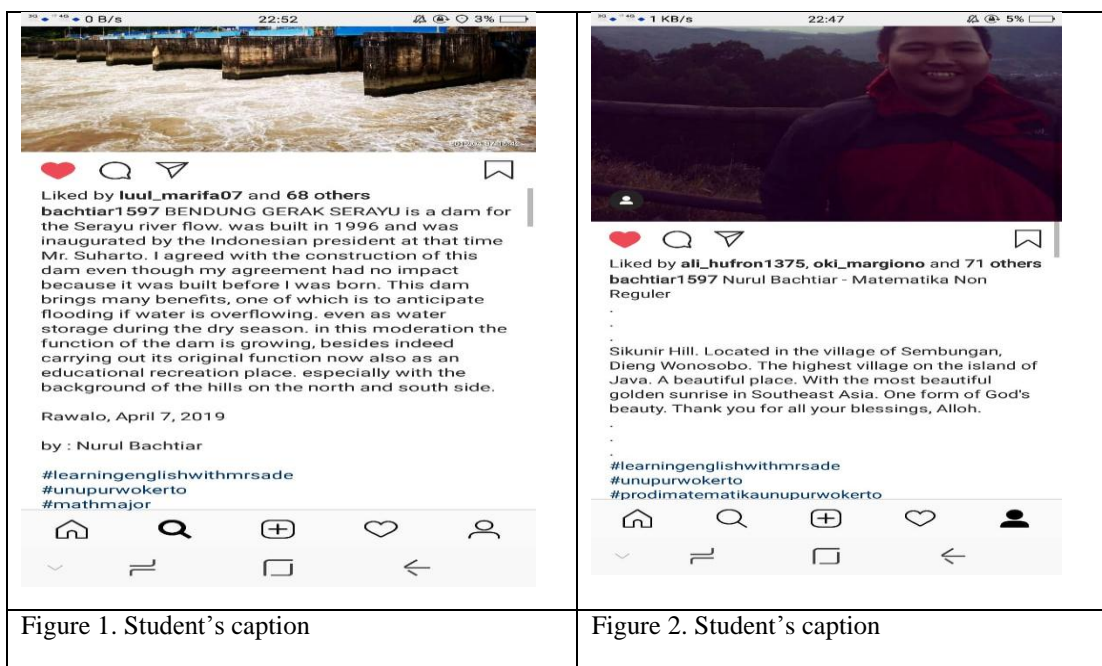 0 B/s
22:52
3%
Liked by luul_marifa07 and 68 others
bachtiar1597 BENDUNG GERAK SERAYU is a dam for
the Serayu river flow. was built in 1996 and was
inaugurated by the Indonesian president at that time
Mr. Suharto. I agreed with the construction of this
dam even though my agreement had no impact
because it was built before I was born. This dam
brings many benefits, one of which is to anticipate
flooding if water is overflowing. even as water
storage during the dry season. in this moderation the
function of the dam is growing, besides indeed
carrying out its original function now also as an
educational recreation place. especially with the
background of the hills on the north and south side.
Rawalo, April 7, 2019
by : Nurul Bachtiar
#learningenglishwithmrsade
#unupurwokerto
#mathmajor
Figure 1. Student’s caption
1 KB/s
22:47
5%
Liked by ali_hufron1375, oki_margiono and 71 others
bachtiar1597 Nurul Bachtiar - Matematika Non
Reguler
.
.
.
Sikunir Hill. Located in the village of Sembungan,
Dieng Wonosobo. The highest village on the island of
Java. A beautiful place. With the most beautiful
golden sunrise in Southeast Asia. One form of God's
beauty. Thank you for all your blessings, Alloh.
.
.
.
#learningenglishwithmrsade
#unupurwokerto
#prodimatematikaunupurwokerto
Figure 2. Student’s caption